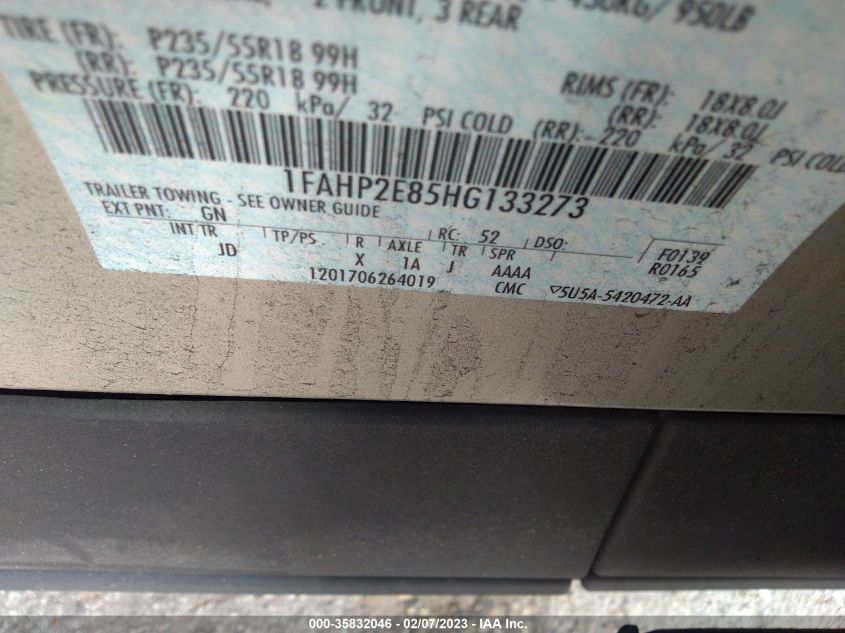 2 FRONT, 3 REAR
430KG/ 950LB
TIRE (FR): P235/55R18 99H
(RR): P235/55R18 99H
RIMS (FR): 18X8.0J
(RR): 18X8.0J
PRESSURE (FR): 220 kPa/ 32 PSI COLD (RR): 220 kPa/ 32 PSI COLD
1FAHP2E85HG133273
TRAILER TOWING - SEE OWNER GUIDE
EXT PNT: GN RC: 52 DSO:
INT TR TP/PS R AXLE TR SPR F0139
JD X 1A J AAAA R0165
1201706264019 CMC ▽5U5A-5420472-AA
000-35832046 - 02/07/2023 - IAA Inc.